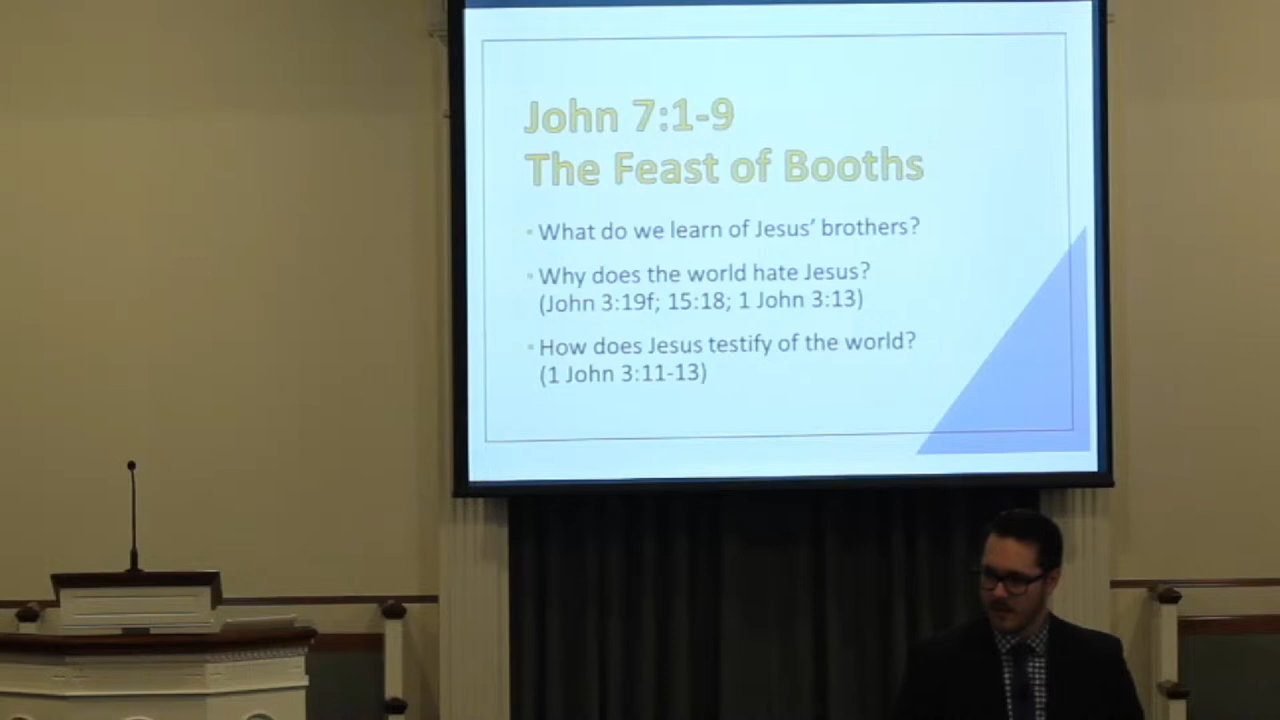 John 7:1-9
The Feast of Booths
• What do we learn of Jesus’ brothers?
• Why does the world hate Jesus?
(John 3:19f; 15:18; 1 John 3:13)
• How does Jesus testify of the world?
(1 John 3:11-13)